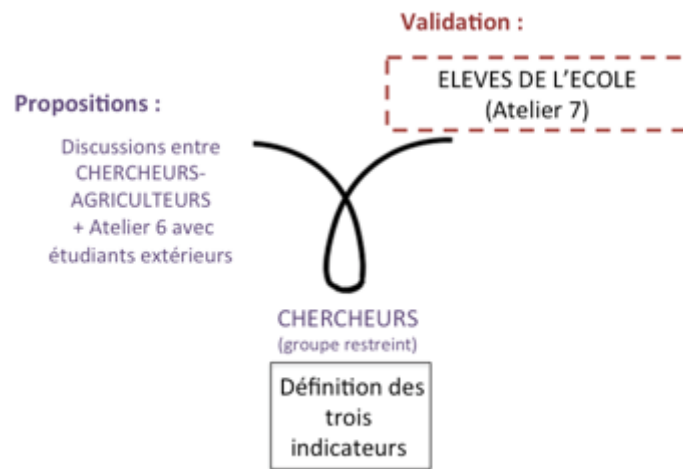 Validation :
ELEVES DE L'ECOLE
(Atelier 7)
Propositions :
Discussions entre
CHERCHEURS-
AGRICULTEURS
+ Atelier 6 avec
étudiants extérieurs
CHERCHEURS
(groupe restreint)
Définition des
trois
indicateurs